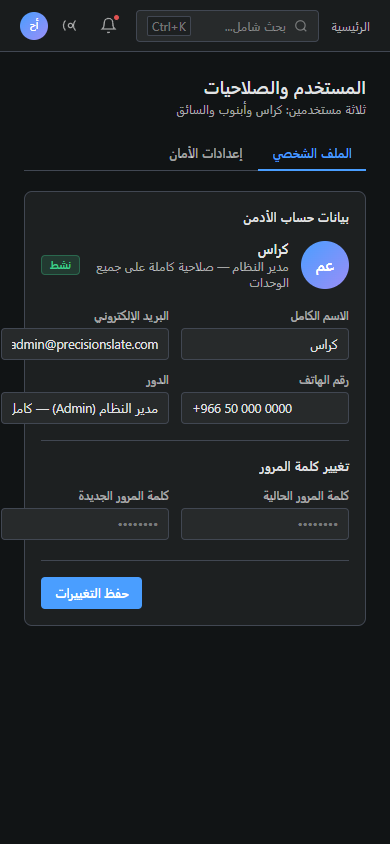 الرئيسية
بحث شامل...
Ctrl+K
أح
المستخدم والصلاحيات
ثلاثة مستخدمين: كراس وأبنوب والسائق
الملف الشخصي
إعدادات الأمان
بيانات حساب الأدمن
عم
كراس
مدير النظام — صلاحية كاملة على جميع
الوحدات
نشط
الاسم الكامل
البريد الإلكتروني
كراس
admin@precisionslate.com
رقم الهاتف
الدور
+966 50 000 0000
مدير النظام (Admin) — كامل
تغيير كلمة المرور
كلمة المرور الحالية
كلمة المرور الجديدة
••••••••
••••••••
حفظ التغييرات